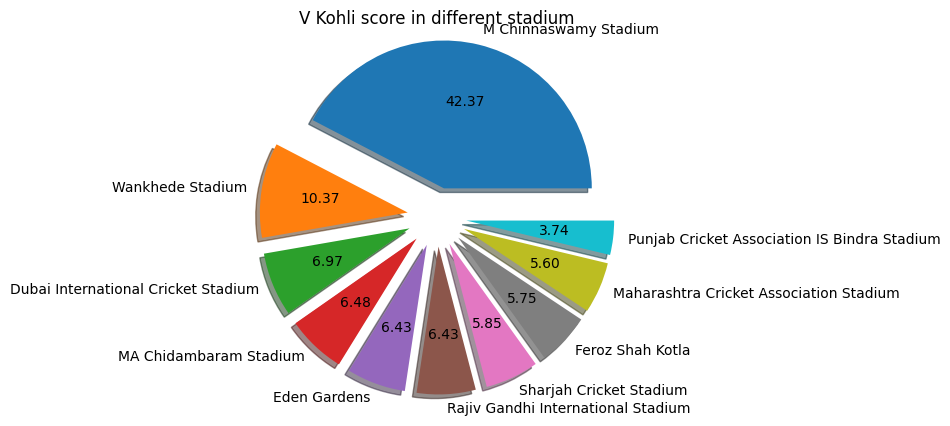 V Kohli score in different stadium
M Chinnaswamy Stadium
42.37
Wankhede Stadium
10.37
Dubai International Cricket Stadium
6.97
MA Chidambaram Stadium
6.48
Eden Gardens
6.43
Rajiv Gandhi International Stadium
6.43
Sharjah Cricket Stadium
5.85
Feroz Shah Kotla
5.75
Maharashtra Cricket Association Stadium
5.60
Punjab Cricket Association IS Bindra Stadium
3.74